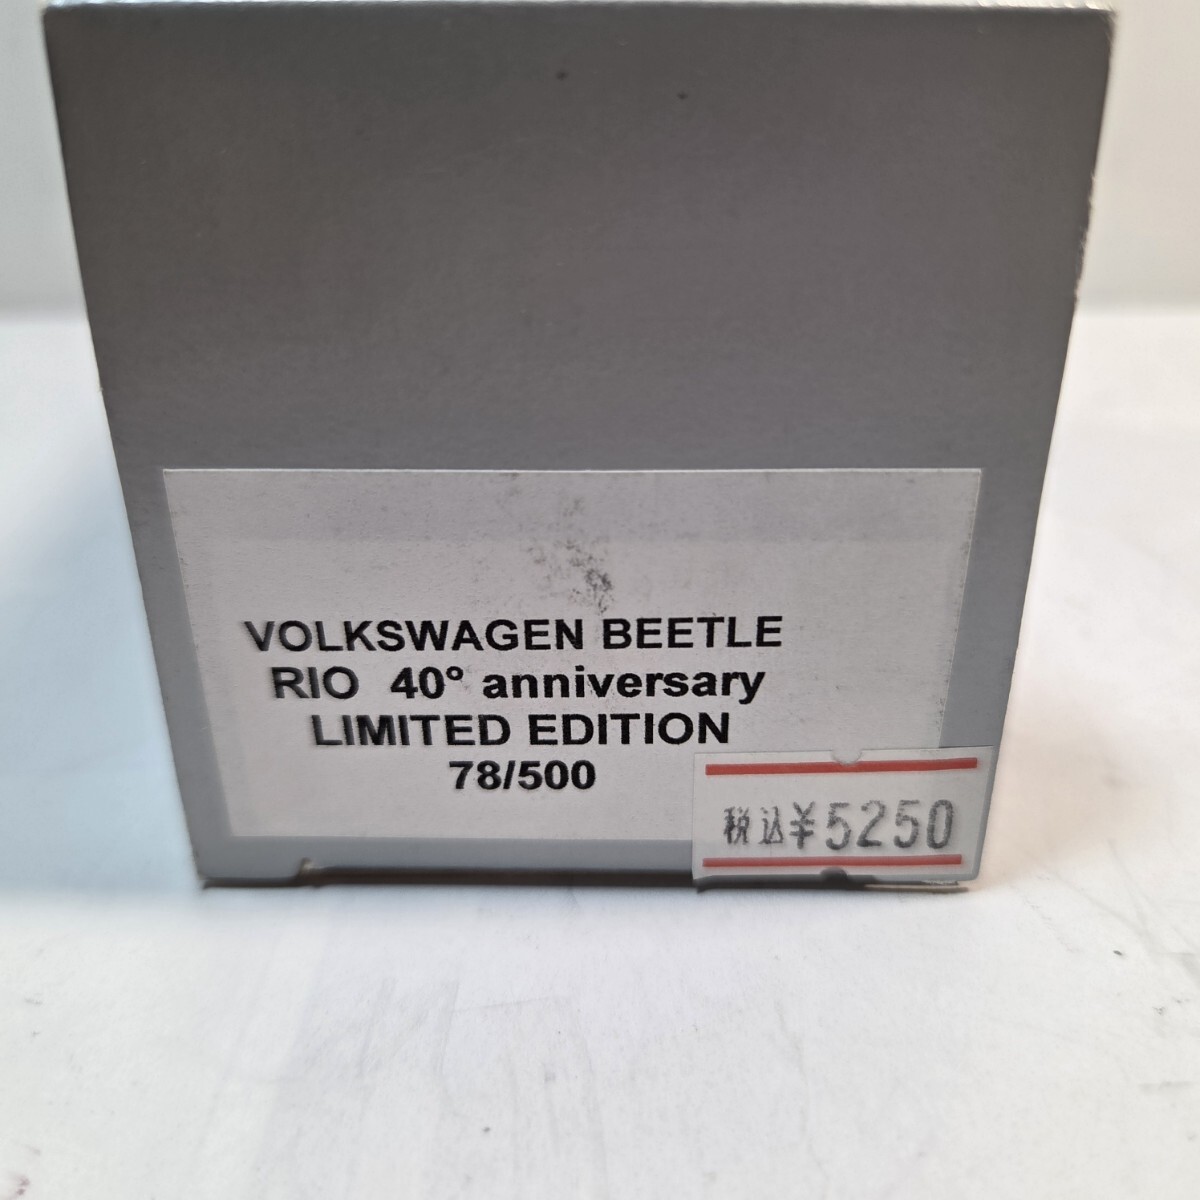 VOLKSWAGEN BEETLE
RIO 40° anniversary
LIMITED EDITION
78/500
税込¥5250